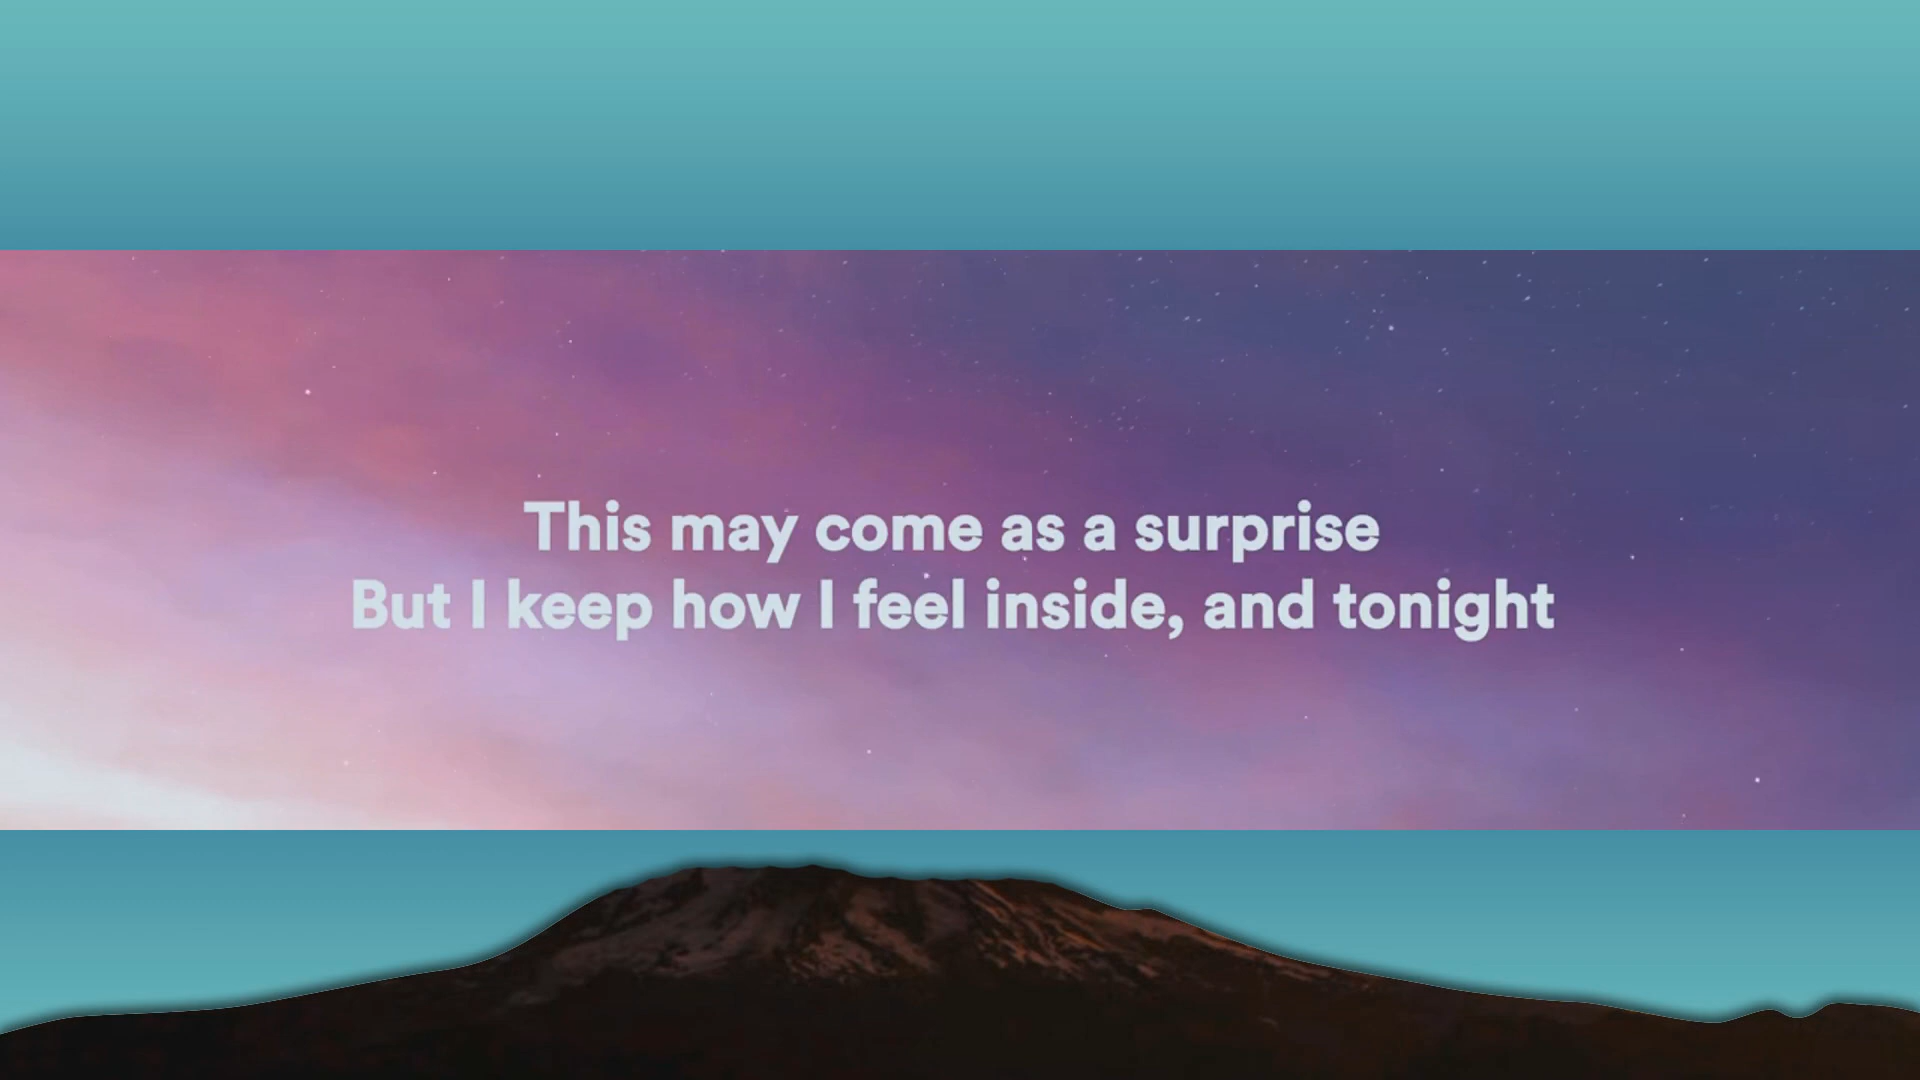 This may come as a surprise
But I keep how I feel inside, and tonight